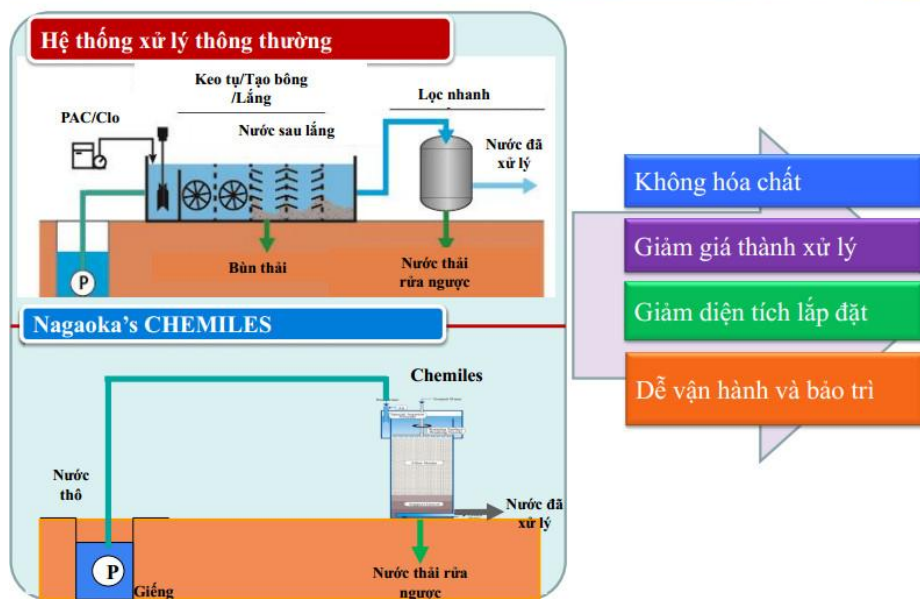 Hệ thống xử lý thông thường
Keo tụ/Tạo bông
/Lắng
Lọc nhanh
PAC/Clo
Nước sau lắng
Nước đã
xử lý
P
Bùn thải
Nước thải
rửa ngược
Nagaoka's CHEMILES
Chemiles
Nước
thô
Nước đã
xử lý
P
Giếng
Nước thải rửa
ngược
Không hóa chất
Giảm giá thành xử lý
Giảm diện tích lắp đặt
Dễ vận hành và bảo trì